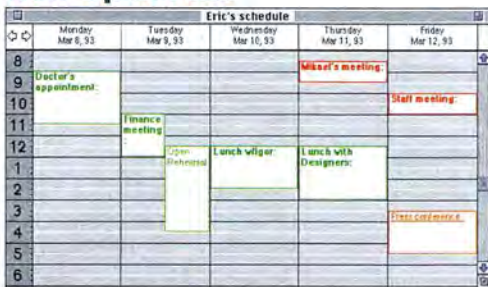 Eric's schedule
Monday Tuesday Wednesday Thursday Friday
Mar 8, 93 Mar 9, 93 Mar 10, 93 Mar 11, 93 Mar 12, 93
8
Mikael's meeting:
9
Doctor's
appointment:
10
Staff meeting:
11
Finance
meeting
:
12
Open
Rehearsal
Lunch w/Igor:
Lunch with
Designers:
1
2
3
Press conference:
4
5
6